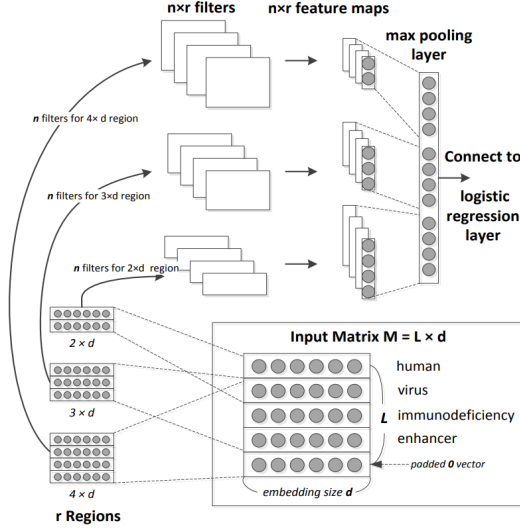 n×r filters
n×r feature maps
max pooling
layer
n filters for 4× d region
Connect to
logistic
regression
layer
n filters for 3×d region
n filters for 2×d  region
2 × d
3 × d
4 × d
r Regions
Input Matrix M = L × d
human
virus
immunodeficiency
enhancer
L
padded 0 vector
embedding size d